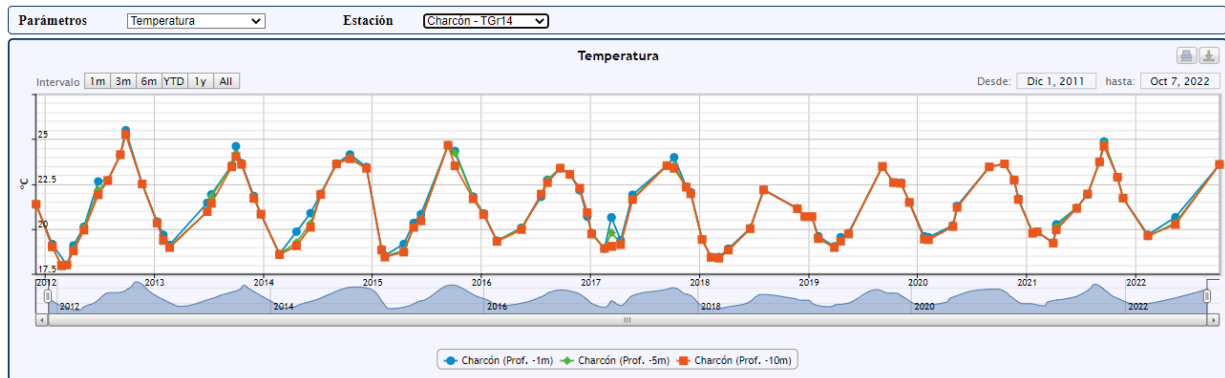 Parámetros Temperatura Estación Charcón - TGr14
Temperatura
Intervalo 1m 3m 6m YTD 1y All Desde: Dic 1, 2011 hasta: Oct 7, 2022
°C
25
22.5
20
17.5
2012 2013 2014 2015 2016 2017 2018 2019 2020 2021 2022
2012 2014 2016 2018 2020 2022
Charcón (Prof. -1m) Charcón (Prof. -5m) Charcón (Prof. -10m)